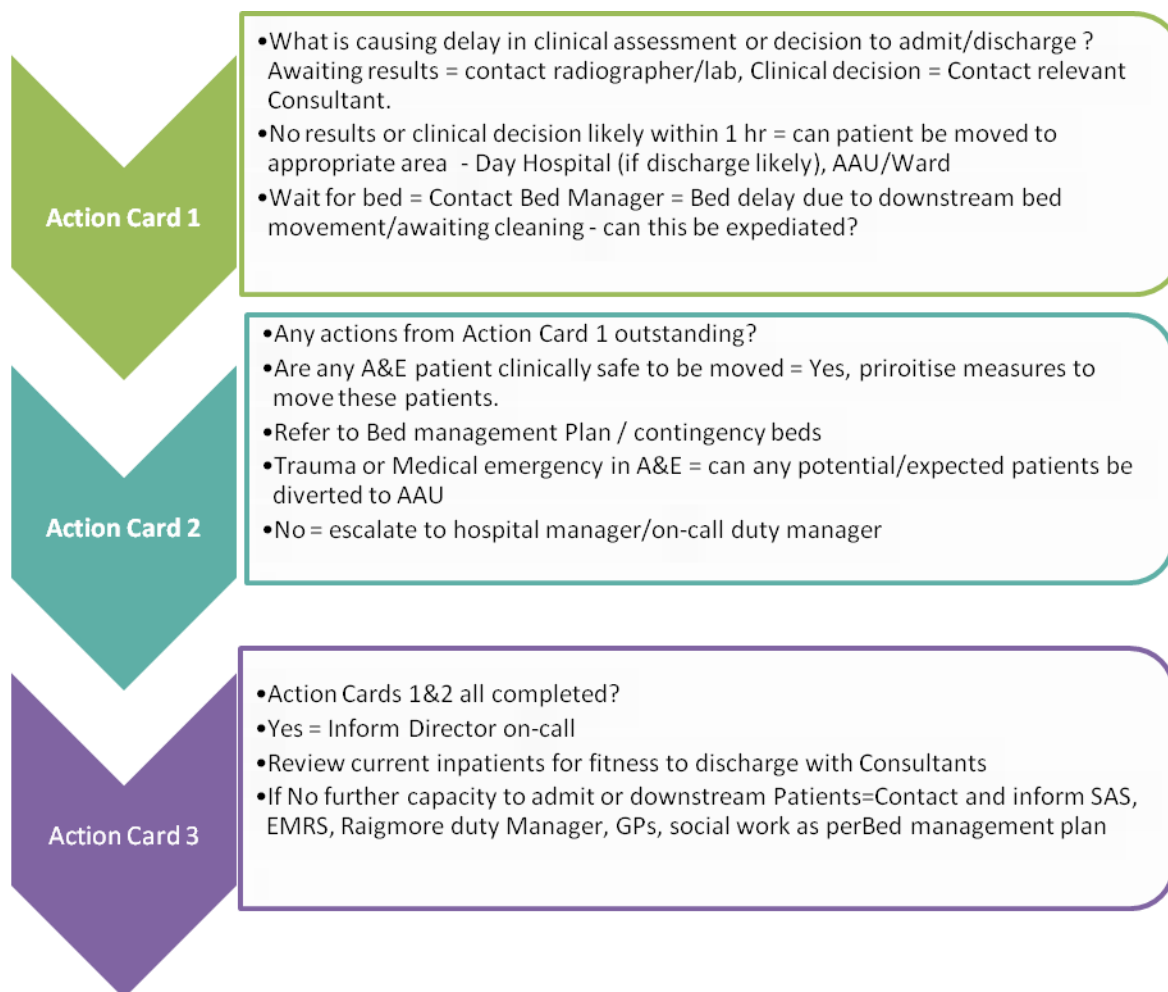 Action Card 1
•What is causing delay in clinical assessment or decision to admit/discharge ?
Awaiting results = contact radiographer/lab, Clinical decision = Contact relevant
Consultant.
•No results or clinical decision likely within 1 hr = can patient be moved to
appropriate area - Day Hospital (if discharge likely), AAU/Ward
•Wait for bed = Contact Bed Manager = Bed delay due to downstream bed
movement/awaiting cleaning - can this be expediated?
Action Card 2
•Any actions from Action Card 1 outstanding?
•Are any A&E patient clinically safe to be moved = Yes, priroitise measures to
move these patients.
•Refer to Bed management Plan / contingency beds
•Trauma or Medical emergency in A&E = can any potential/expected patients be
diverted to AAU
•No = escalate to hospital manager/on-call duty manager
Action Card 3
•Action Cards 1&2 all completed?
•Yes = Inform Director on-call
•Review current inpatients for fitness to discharge with Consultants
•If No further capacity to admit or downstream Patients=Contact and inform SAS,
EMRS, Raigmore duty Manager, GPs, social work as perBed management plan